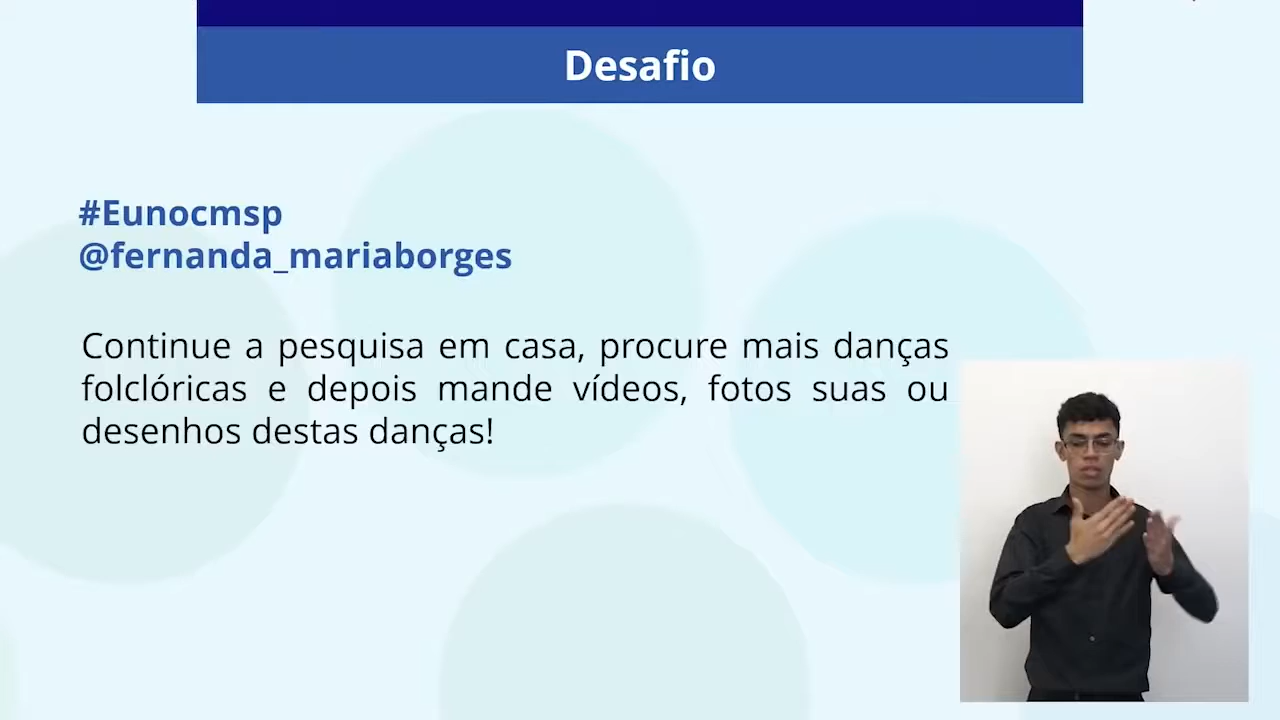 Desafio
#Eunocmsp
@fernanda_mariaborges
Continue a pesquisa em casa, procure mais danças
folclóricas e depois mande vídeos, fotos suas ou
desenhos destas danças!